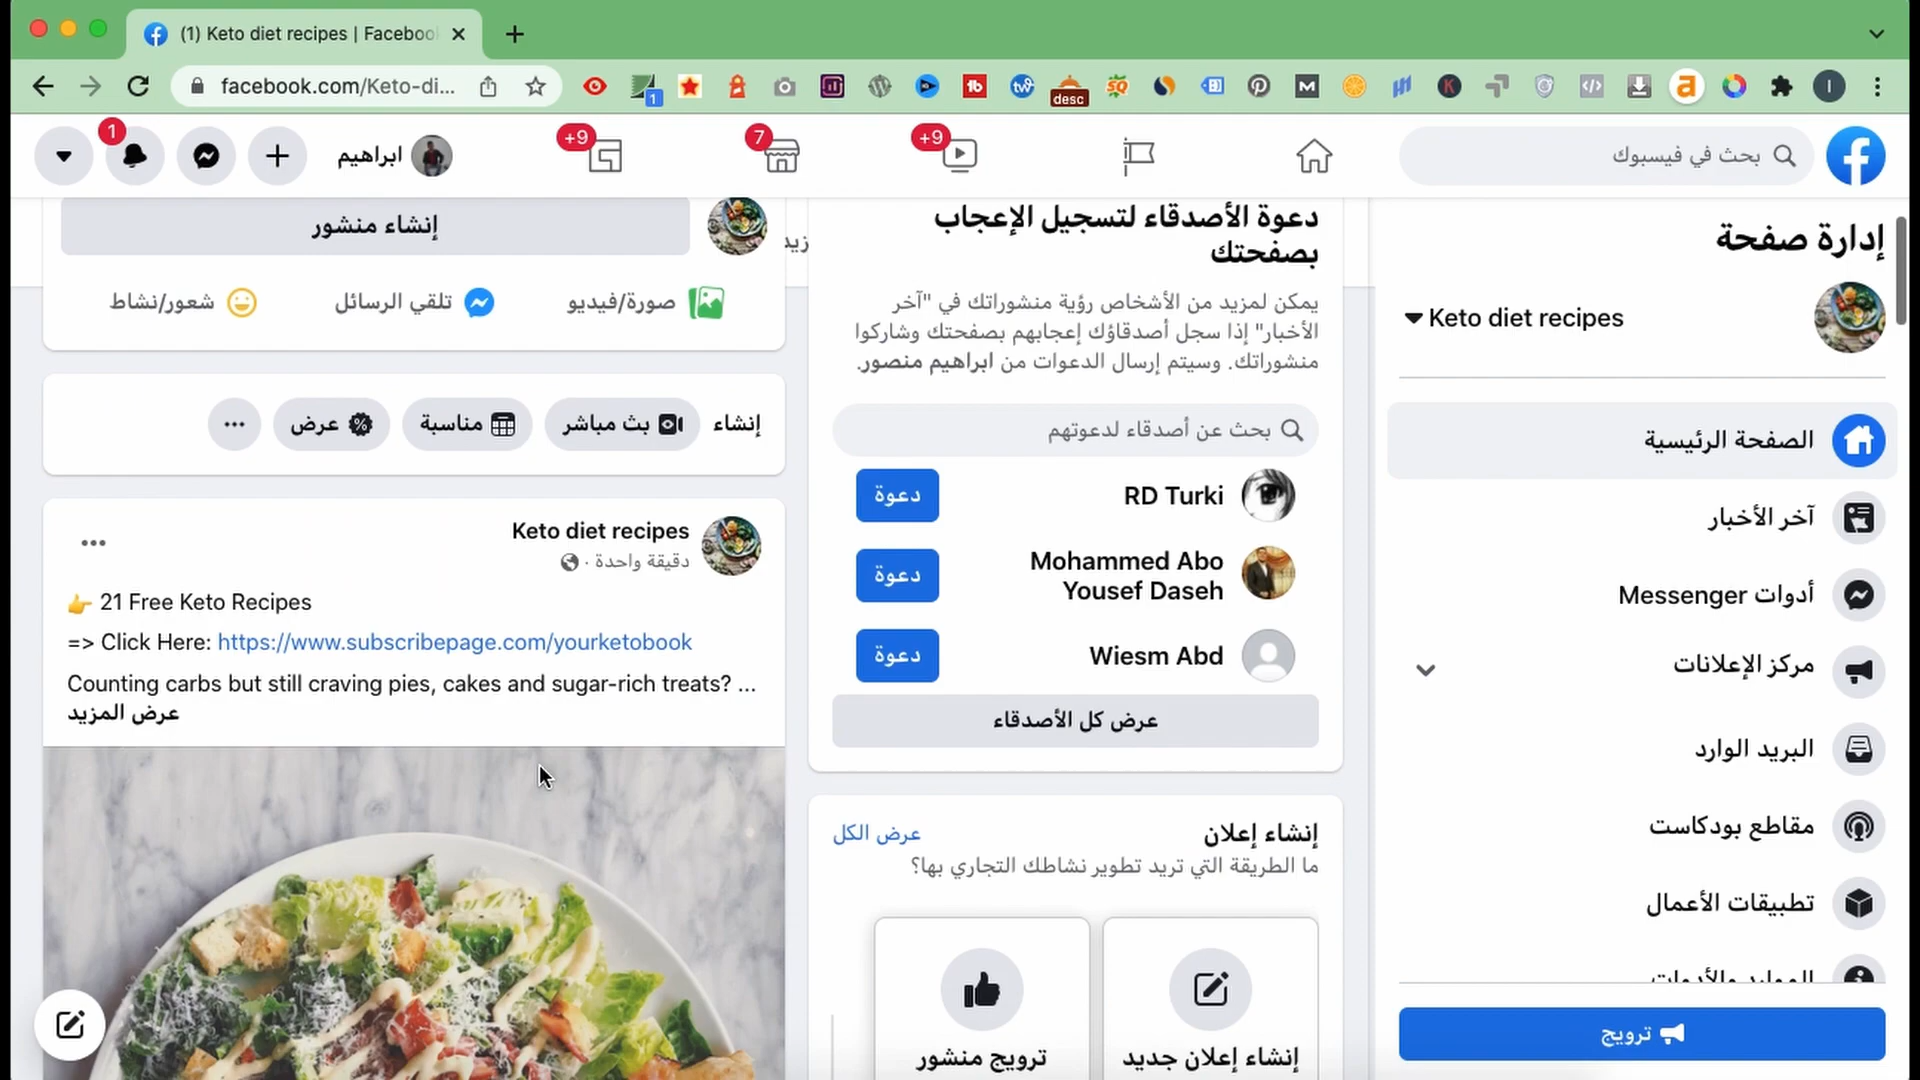 (1) Keto diet recipes | Facebook
facebook.com/Keto-di...
1
desc
tb
tw
SQ
M
K
a
I
بحث في فيسبوك
+9
7
+9
ابراهيم
1
إدارة صفحة
Keto diet recipes
الصفحة الرئيسية
آخر الأخبار
أدوات Messenger
مركز الإعلانات
البريد الوارد
مقاطع بودكاست
تطبيقات الأعمال
الموارد والأدوات
ترويج
دعوة الأصدقاء لتسجيل الإعجاب
بصفحتك
يمكن لمزيد من الأشخاص رؤية منشوراتك في "آخر
الأخبار" إذا سجل أصدقاؤك إعجابهم بصفحتك وشاركوا
منشوراتك. وسيتم إرسال الدعوات من ابراهيم منصور.
بحث عن أصدقاء لدعوتهم
RD Turki
دعوة
Mohammed Abo
Yousef Daseh
دعوة
Wiesm Abd
دعوة
عرض كل الأصدقاء
إنشاء إعلان
عرض الكل
ما الطريقة التي تريد تطوير نشاطك التجاري بها؟
إنشاء إعلان جديد
ترويج منشور
إنشاء منشور
صورة/فيديو
تلقي الرسائل
شعور/نشاط
إنشاء
بث مباشر
مناسبة
عرض
Keto diet recipes
دقيقة واحدة ·
👉 21 Free Keto Recipes
=> Click Here: https://www.subscribepage.com/yourketobook
Counting carbs but still craving pies, cakes and sugar-rich treats? ...
عرض المزيد